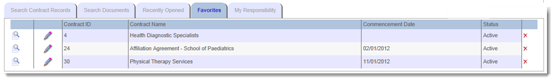 Search Contract Records Search Documents Recently Opened Favorites My Responsibility
Contract ID Contract Name Commencement Date Status
4 Health Diagnostic Specialists Active
24 Affiliation Agreement - School of Paediatrics 02/01/2012 Active
30 Physical Therapy Services 11/01/2012 Active